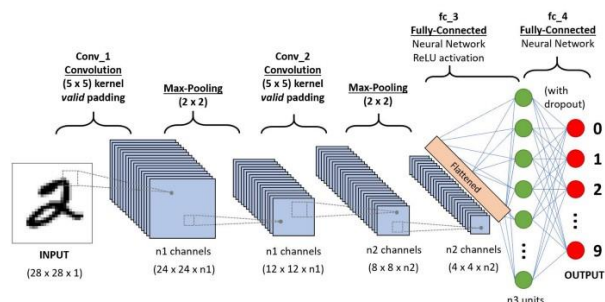 Conv_1
Convolution
(5 x 5) kernel
valid padding
Max-Pooling
(2 x 2)
Conv_2
Convolution
(5 x 5) kernel
valid padding
Max-Pooling
(2 x 2)
fc_3
Fully-Connected
Neural Network
ReLU activation
fc_4
Fully-Connected
Neural Network
(with
dropout)
Flattened
0
1
2
9
INPUT
(28 x 28 x 1)
n1 channels
(24 x 24 x n1)
n1 channels
(12 x 12 x n1)
n2 channels
(8 x 8 x n2)
n2 channels
(4 x 4 x n2)
n3 units
OUTPUT